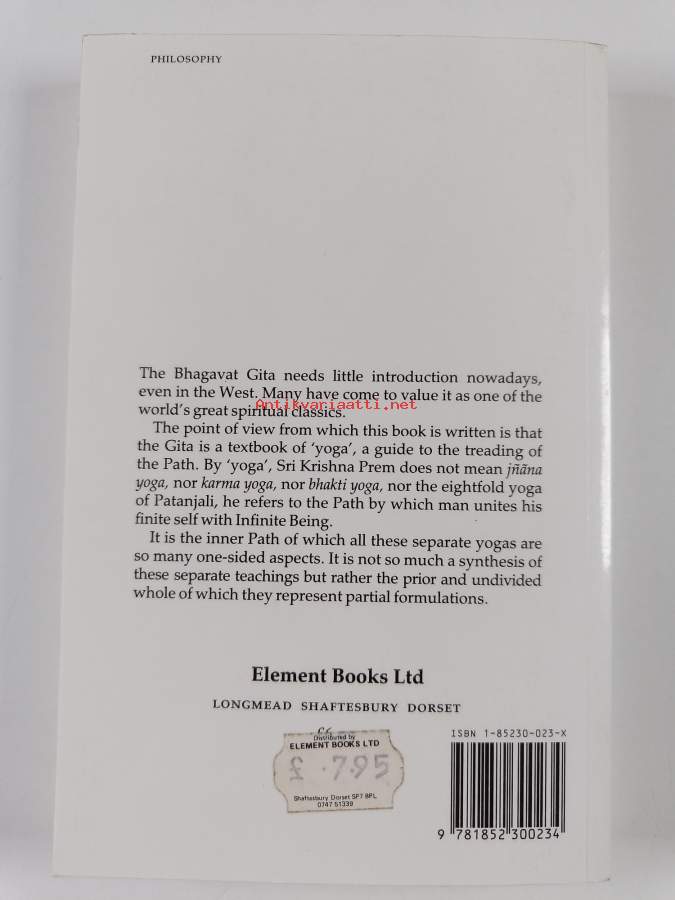 PHILOSOPHY
The Bhagavat Gita needs little introduction nowadays,
even in the West. Many have come to value it as one of the
Antikvariaatti.net
world's great spiritual classics.
The point of view from which this book is written is that
the Gita is a textbook of 'yoga', a guide to the treading of
the Path. By 'yoga', Sri Krishna Prem does not mean jñāna
yoga, nor karma yoga, nor bhakti yoga, nor the eightfold yoga
of Patanjali, he refers to the Path by which man unites his
finite self with Infinite Being.
It is the inner Path of which all these separate yogas are
so many one-sided aspects. It is not so much a synthesis of
these separate teachings but rather the prior and undivided
whole of which they represent partial formulations.
Element Books Ltd
LONGMEAD SHAFTESBURY DORSET
Distributed by
ELEMENT BOOKS LTD
£ 7.95
Shaftesbury Dorset SP7 8PL
0747 51339
ISBN 1-85230-023-X
9 781852 300234